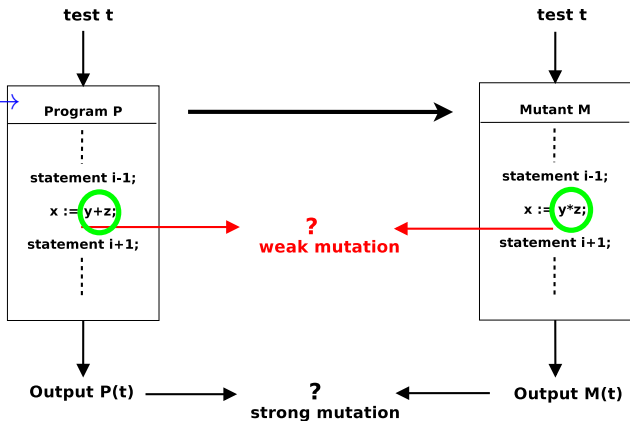 test t
test t
Program P
Mutant M
statement i-1;
x := y+z;
statement i+1;
statement i-1;
x := y*z;
statement i+1;
?
weak mutation
Output P(t)
?
strong mutation
Output M(t)